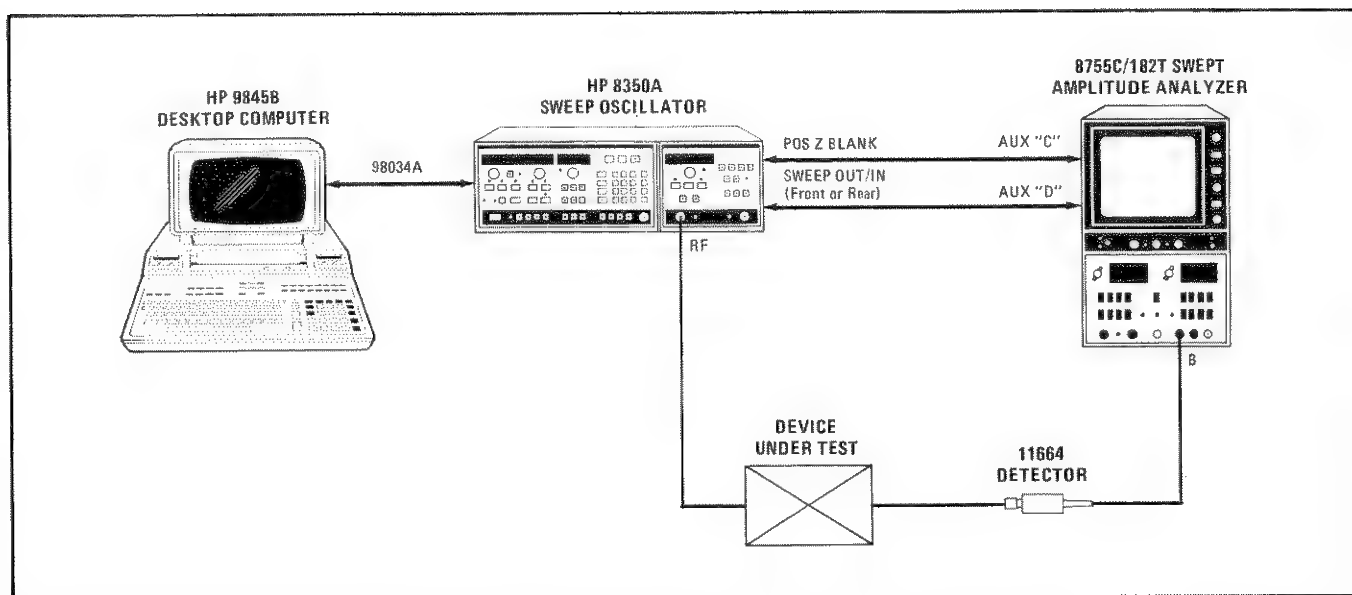 HP 9845B
DESKTOP COMPUTER
98034A
HP 8350A
SWEEP OSCILLATOR
RF
POS Z BLANK
AUX "C"
SWEEP OUT/IN
(Front or Rear)
AUX "D"
8755C/182T SWEPT
AMPLITUDE ANALYZER
B
DEVICE
UNDER TEST
11664
DETECTOR